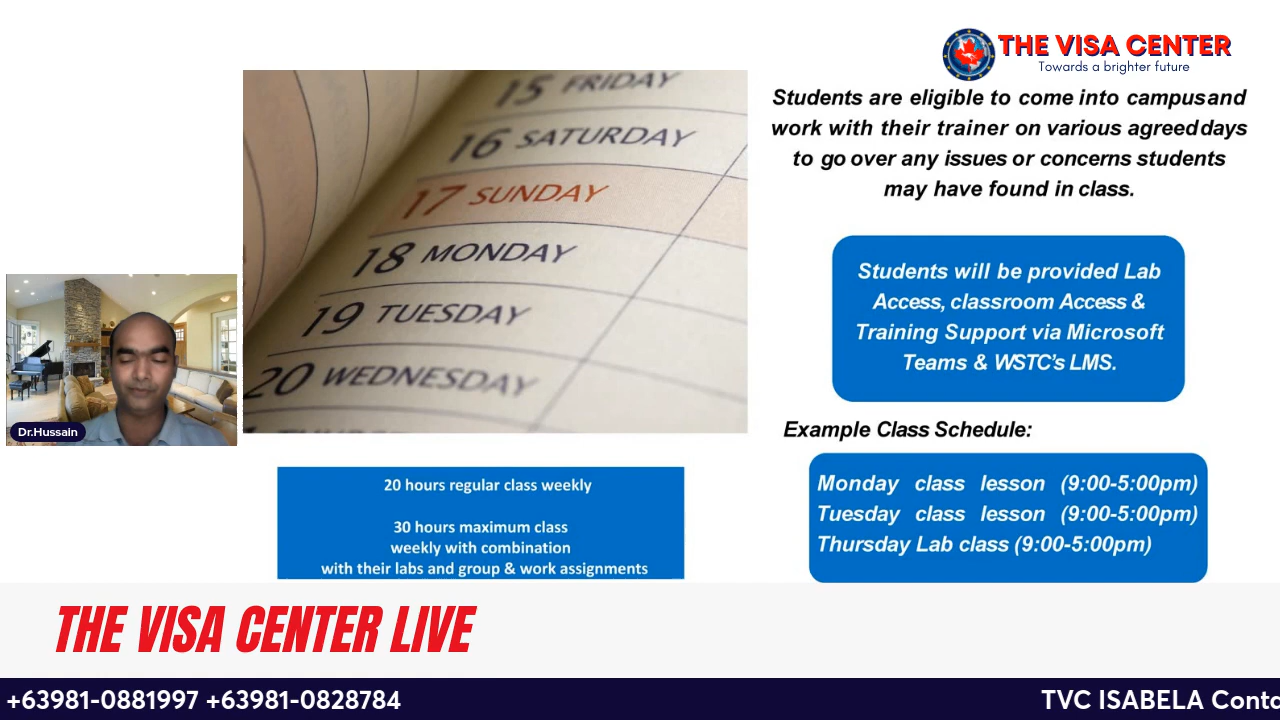 THE VISA CENTER
Towards a brighter future
15 FRIDAY
16 SATURDAY
17 SUNDAY
18 MONDAY
19 TUESDAY
20 WEDNESDAY
Students are eligible to come into campus and
work with their trainer on various agreed days
to go over any issues or concerns students
may have found in class.
Students will be provided Lab
Access, classroom Access &
Training Support via Microsoft
Teams & WSTC's LMS.
Example Class Schedule:
Monday class lesson (9:00-5:00pm)
Tuesday class lesson (9:00-5:00pm)
Thursday Lab class (9:00-5:00pm)
Dr.Hussain
20 hours regular class weekly
30 hours maximum class
weekly with combination
with their labs and group & work assignments
THE VISA CENTER LIVE
+63981-0881997 +63981-0828784
TVC ISABELA